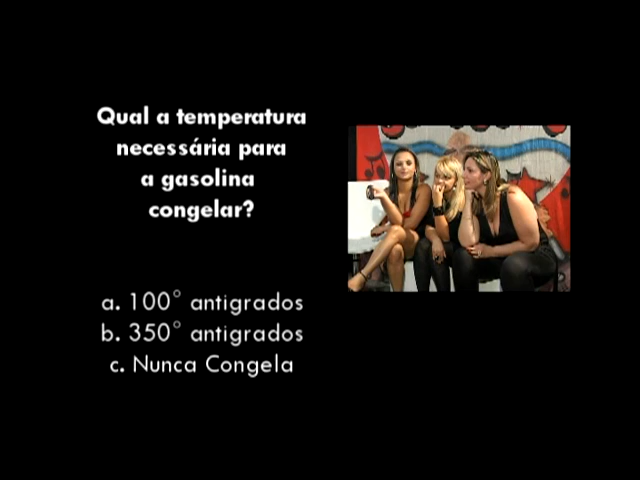 Qual a temperatura
necessária para
a gasolina
congelar?
a. 100° antigrados
b. 350° antigrados
c. Nunca Congela